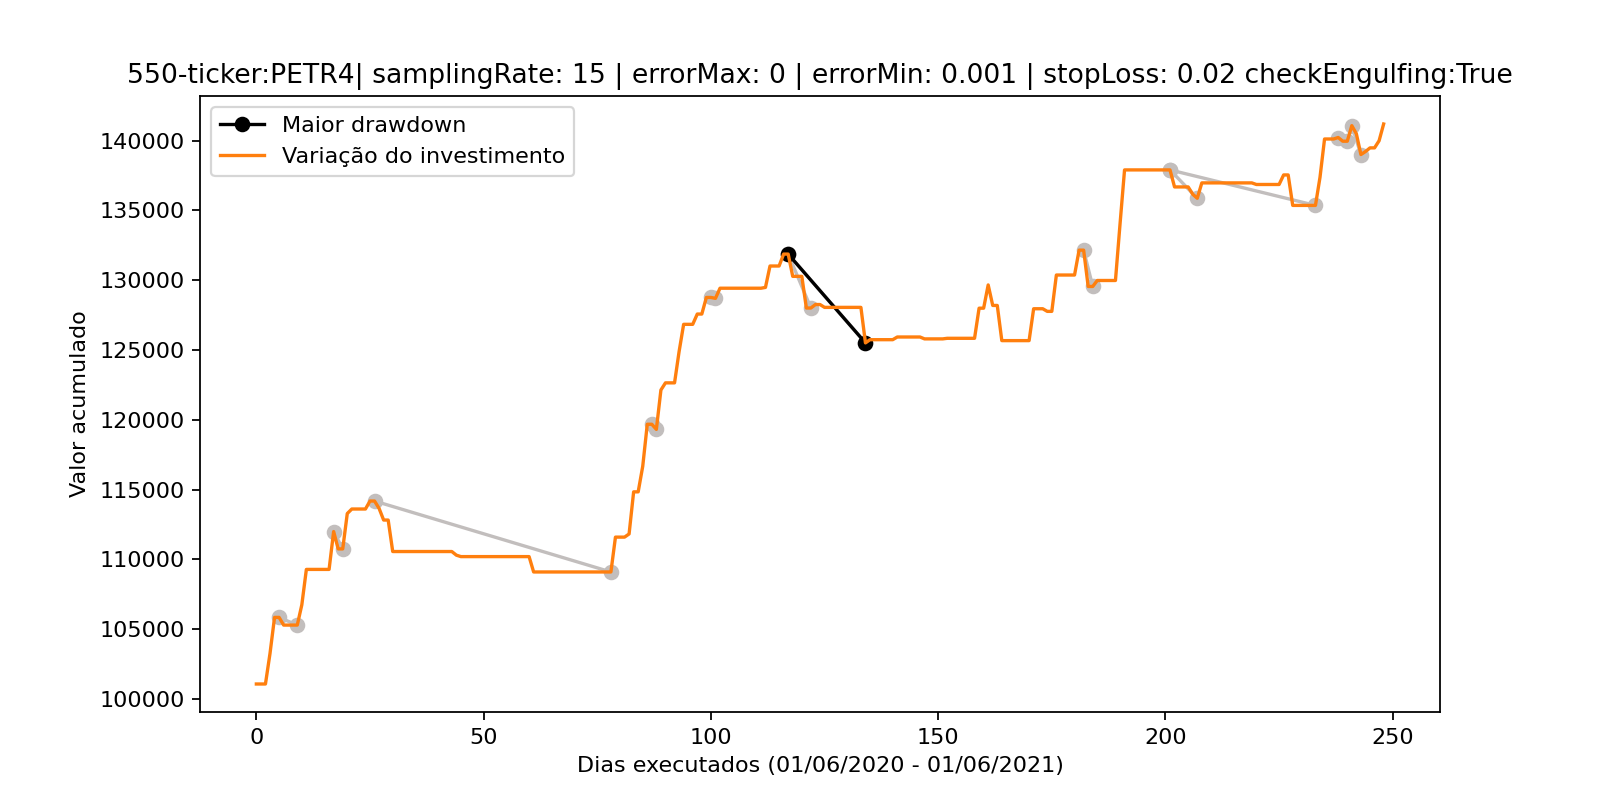 550-ticker:PETR4| samplingRate: 15 | errorMax: 0 | errorMin: 0.001 | stopLoss: 0.02 checkEngulfing:True
Maior drawdown
Variação do investimento
140000
135000
130000
125000
120000
115000
110000
105000
100000
Valor acumulado
0 50 100 150 200 250
Dias executados (01/06/2020 - 01/06/2021)